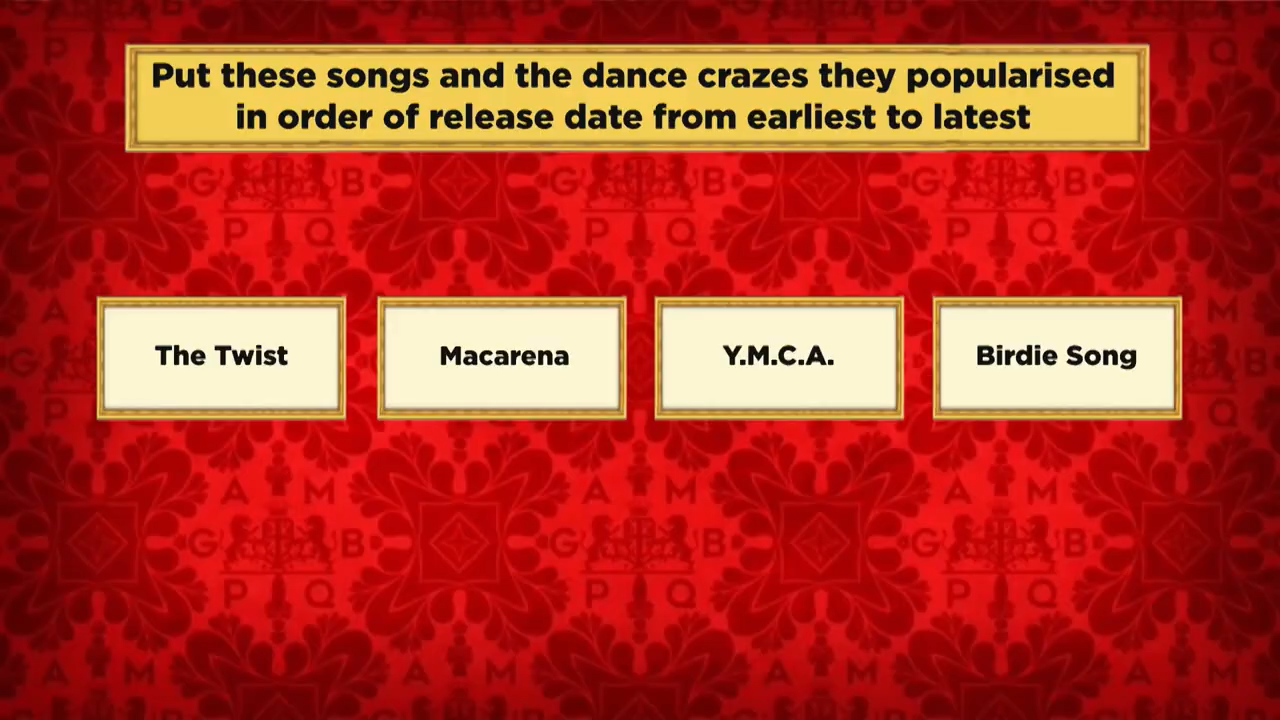 Put these songs and the dance crazes they popularised
in order of release date from earliest to latest
G B G B G B
P Q P Q P Q
A M
The Twist Macarena Y.M.C.A. Birdie Song
G B
P Q
A M A M A M
G B G B G B
P Q P Q P Q
A M A M A M A M